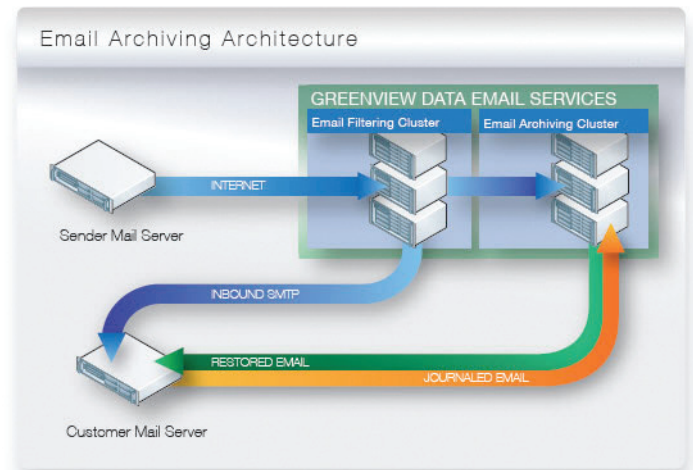 Email Archiving Architecture
GREENVIEW DATA EMAIL SERVICES
Email Filtering Cluster
Email Archiving Cluster
INTERNET
Sender Mail Server
INBOUND SMTP
RESTORED EMAIL
JOURNALED EMAIL
Customer Mail Server